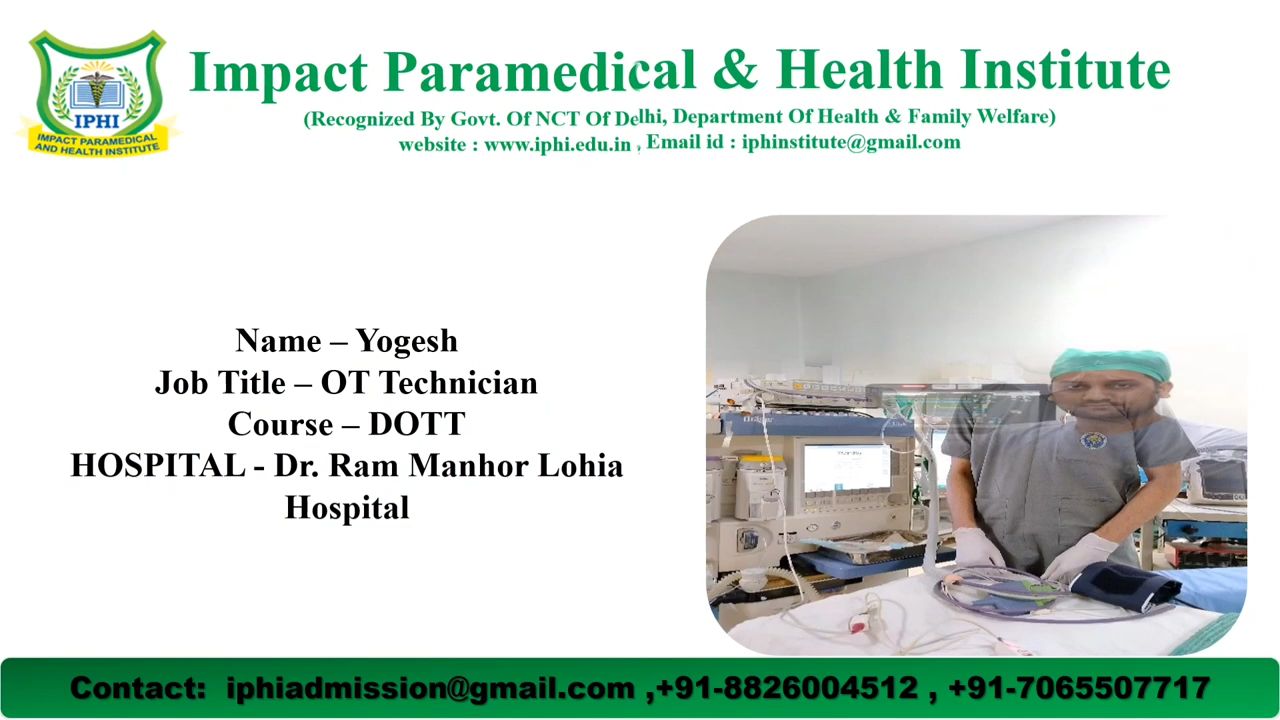 Impact Paramedical & Health Institute
(Recognized By Govt. Of NCT Of Delhi, Department Of Health & Family Welfare)
website : www.iphi.edu.in , Email id : iphinstitute@gmail.com
IPHI
IMPACT PARAMEDICAL
AND HEALTH INSTITUTE
Name – Yogesh
Job Title – OT Technician
Course – DOTT
HOSPITAL - Dr. Ram Manhor Lohia
Hospital
Contact: iphiadmission@gmail.com ,+91-8826004512 , +91-7065507717